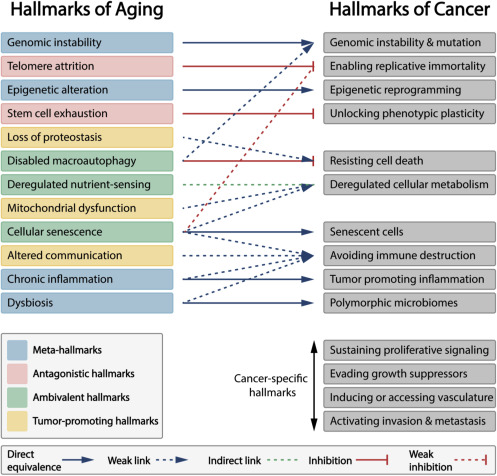 Hallmarks of Aging
Hallmarks of Cancer
Genomic instability
Genomic instability & mutation
Telomere attrition
Enabling replicative immortality
Epigenetic alteration
Epigenetic reprogramming
Stem cell exhaustion
Unlocking phenotypic plasticity
Loss of proteostasis
Disabled macroautophagy
Resisting cell death
Deregulated nutrient-sensing
Deregulated cellular metabolism
Mitochondrial dysfunction
Cellular senescence
Senescent cells
Altered communication
Avoiding immune destruction
Chronic inflammation
Tumor promoting inflammation
Dysbiosis
Polymorphic microbiomes
Meta-hallmarks
Antagonistic hallmarks
Ambivalent hallmarks
Tumor-promoting hallmarks
Cancer-specific
hallmarks
Sustaining proliferative signaling
Evading growth suppressors
Inducing or accessing vasculature
Activating invasion & metastasis
Direct
equivalence
Weak link
Indirect link
Inhibition
Weak
inhibition